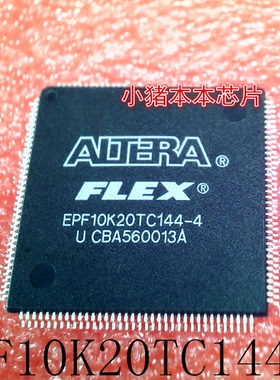 小猪本本芯片
ALTERA®
FLEX®
EPF10K20TC144-4
U CBA560013A
F10K20TC144